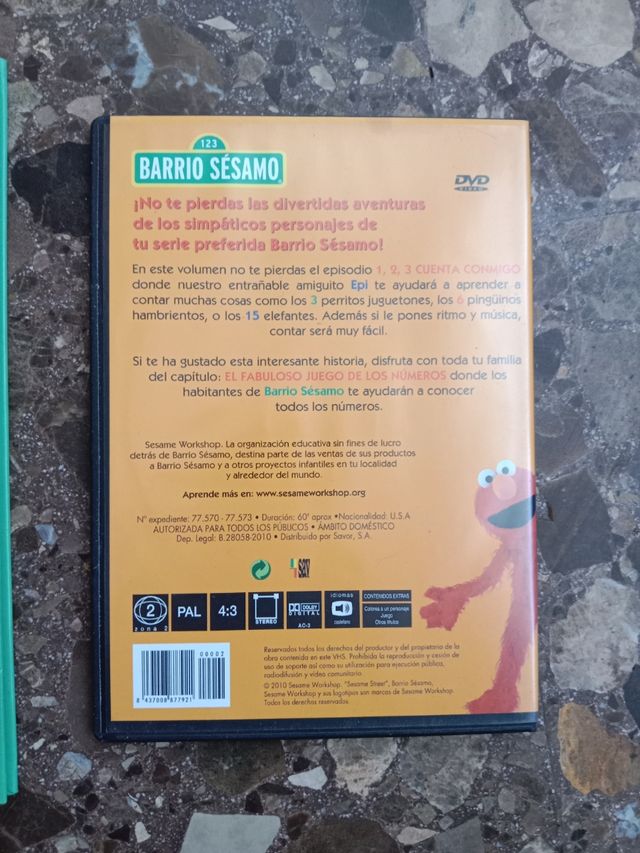 123
BARRIO SÉSAMO
DVD
VIDEO
¡No te pierdas las divertidas aventuras
de los simpáticos personajes de
tu serie preferida Barrio Sésamo!
En este volumen no te pierdas el episodio 1, 2, 3 CUENTA CONMIGO
donde nuestro entrañable amiguito Epi te ayudará a aprender a
contar muchas cosas como los 3 perritos juguetones, los 6 pingüinos
hambrientos, o los 15 elefantes. Además si le pones ritmo y música,
contar será muy fácil.
Si te ha gustado esta interesante historia, disfruta con toda tu familia
del capítulo: EL FABULOSO JUEGO DE LOS NÚMEROS donde los
habitantes de Barrio Sésamo te ayudarán a conocer
todos los números.
Sesame Workshop. La organización educativa sin fines de lucro
detrás de Barrio Sésamo, destina parte de las ventas de sus productos
a Barrio Sésamo y a otros proyectos infantiles en tu localidad
y alrededor del mundo.
Aprende más en: www.sesameworkshop.org
Nº expediente: 77.570 - 77.573 • Duración: 60' aprox •Nacionalidad: U.S.A
AUTORIZADA PARA TODOS LOS PÚBLICOS • ÁMBITO DOMÉSTICO
Dep. Legal: B.28058-2010 • Distribuido por Savor, S.A.
2
zona 2
PAL
4:3
STEREO
DOLBY
DIGITAL
AC-3
idiomas
castellano
CONTENIDOS EXTRAS
Colorea a un personaje
Juego
Otros títulos
00002
8 437008 877921
Reservados todos los derechos del productor y del propietario de la
obra contenida en este VHS. Prohibida la reproducción y cesión de
uso de soporte así como su utilización para ejecución pública,
radiodifusión y vídeo comunitario.
© 2010 Sesame Workshop. "Sesame Street", Barrio Sésamo,
Sesame Workshop y sus logotipos son marcas de Sesame Workshop.
Todos los derechos reservados.